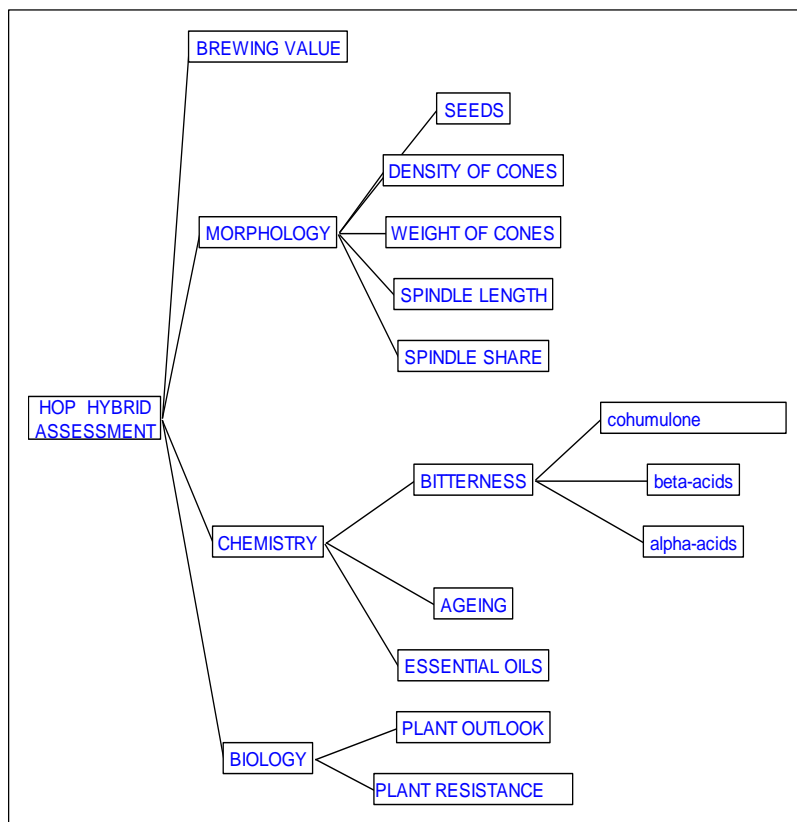 BREWING VALUE
SEEDS
DENSITY OF CONES
MORPHOLOGY
WEIGHT OF CONES
SPINDLE LENGTH
SPINDLE SHARE
HOP HYBRID
ASSESSMENT
cohumulone
BITTERNESS
beta-acids
CHEMISTRY
alpha-acids
AGEING
ESSENTIAL OILS
PLANT OUTLOOK
BIOLOGY
PLANT RESISTANCE